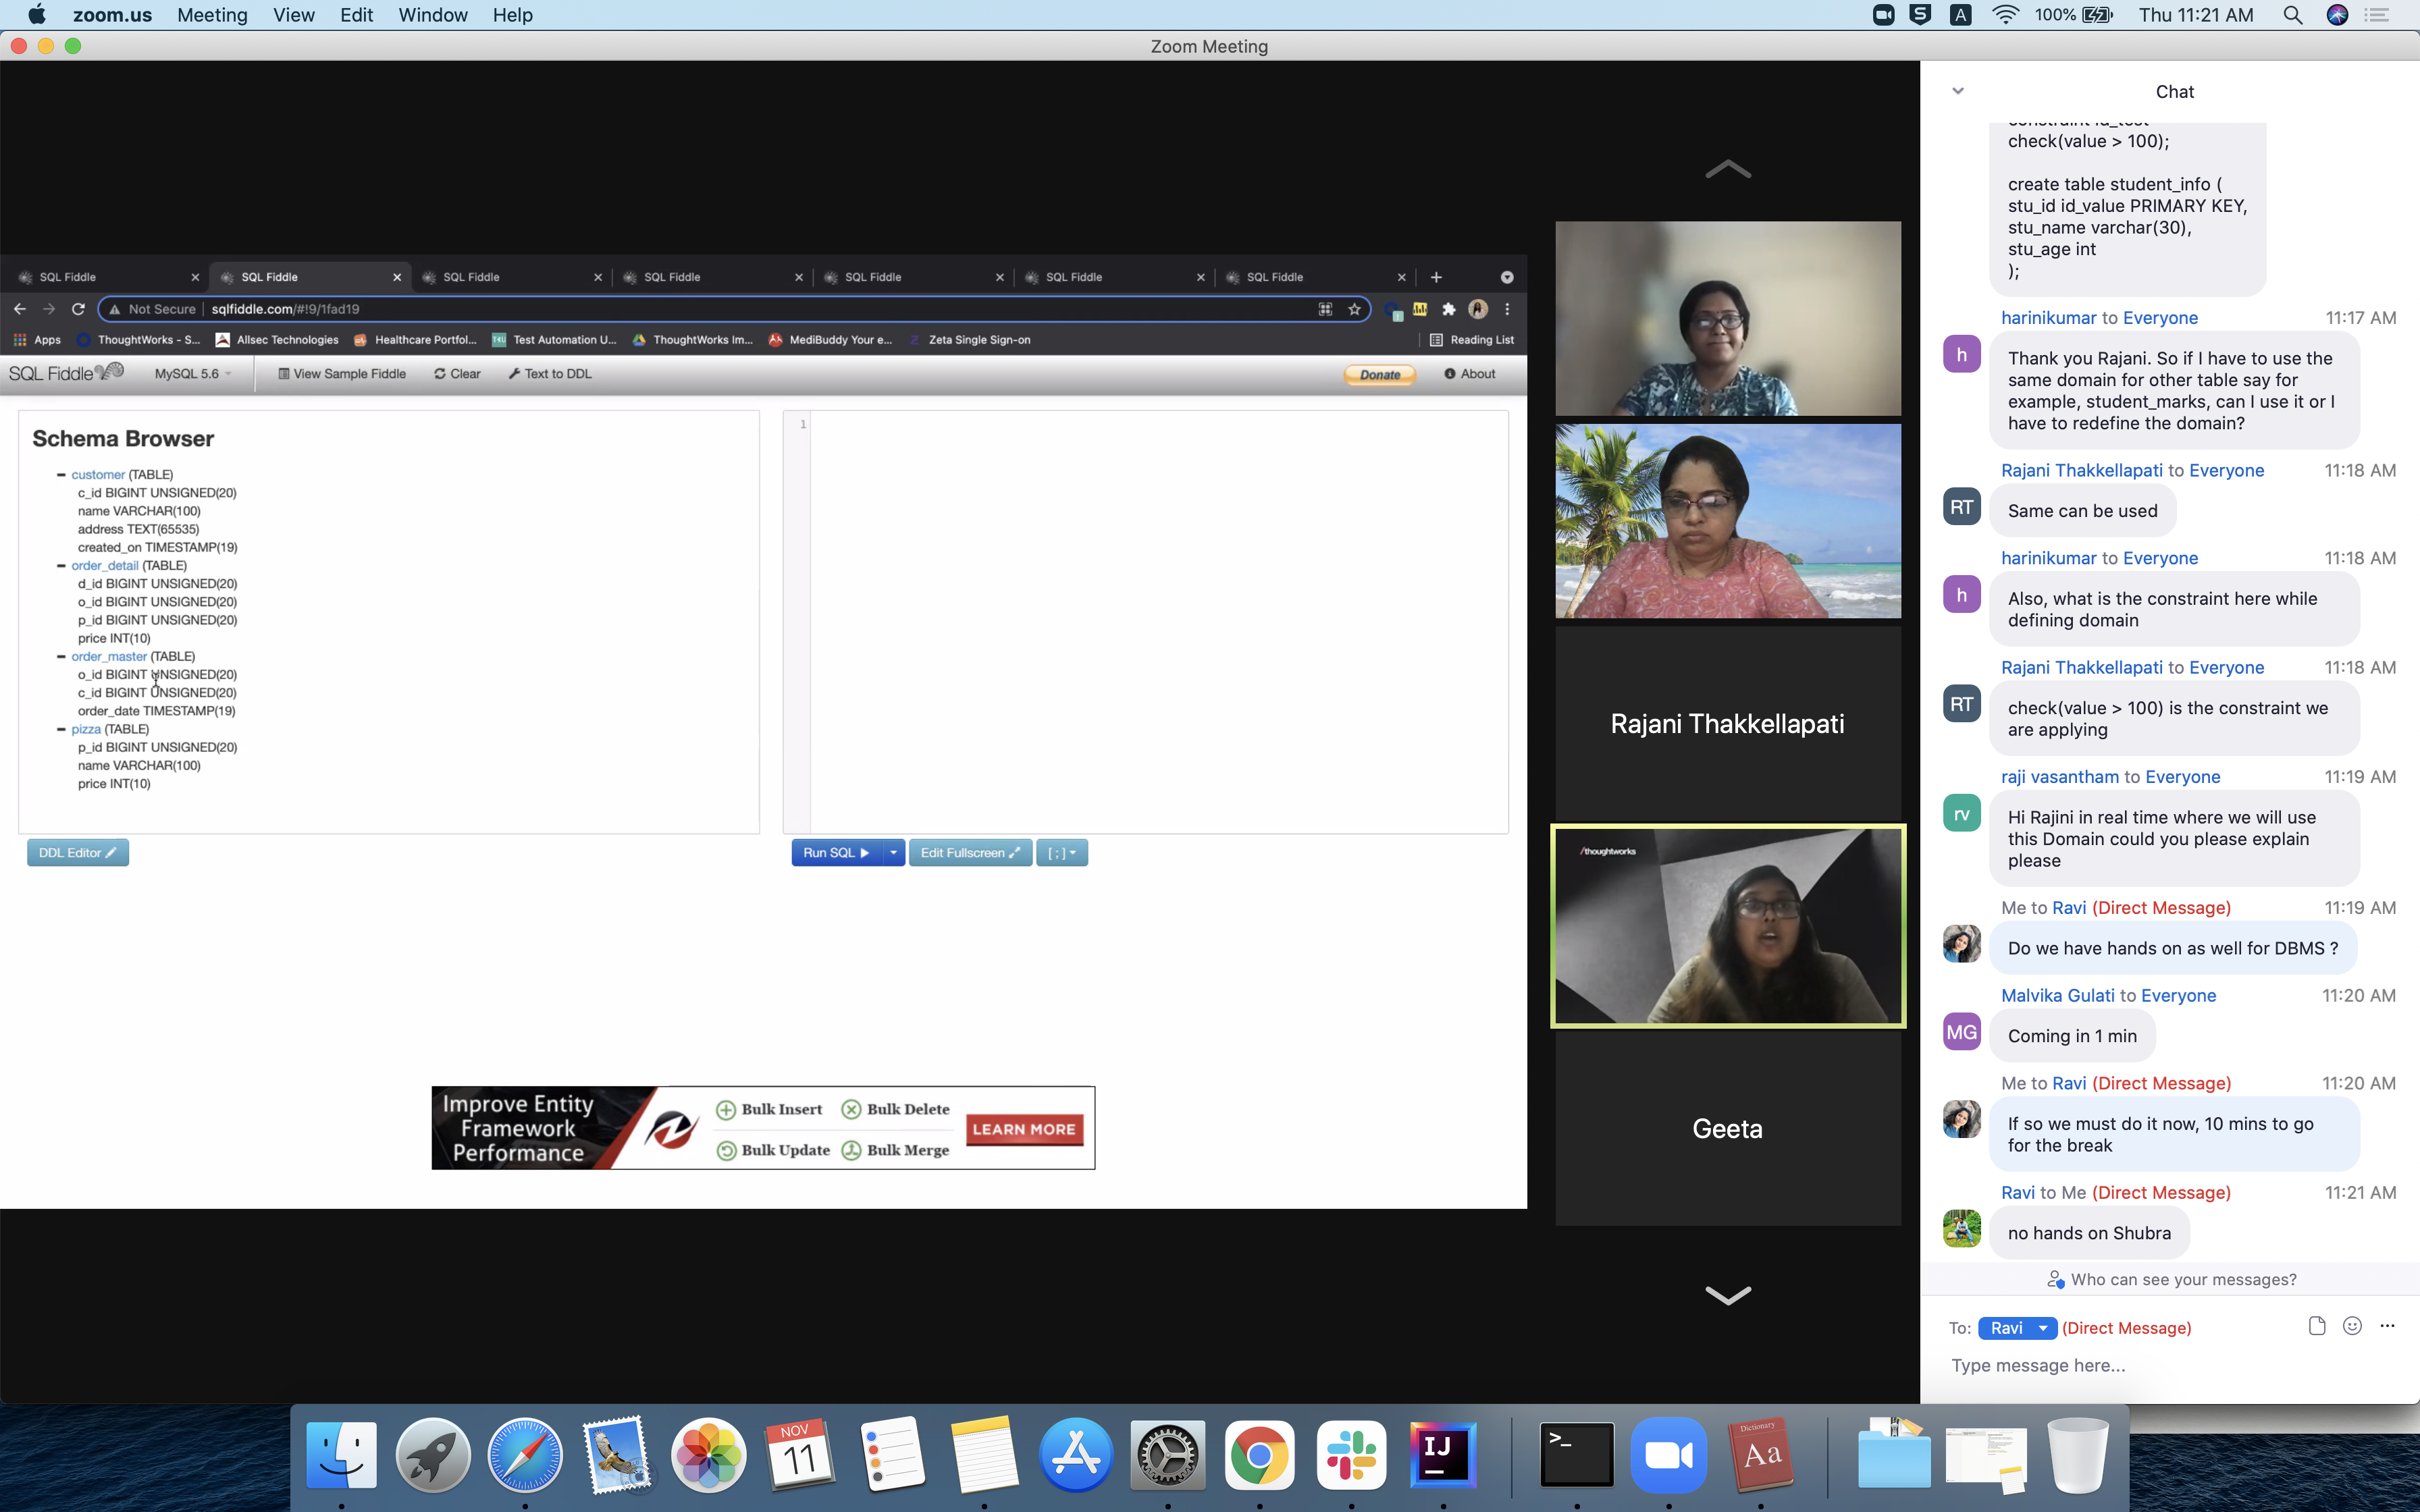 zoom.us Meeting View Edit Window Help
100% Thu 11:21 AM
Zoom Meeting
SQL Fiddle SQL Fiddle SQL Fiddle SQL Fiddle SQL Fiddle SQL Fiddle SQL Fiddle
Not Secure sqlfiddle.com/#!9/1fad19
Apps ThoughtWorks - S... Allsec Technologies Healthcare Portfol... Test Automation U... ThoughtWorks Im... MediBuddy Your e... Zeta Single Sign-on Reading List
SQL Fiddle MySQL 5.6 View Sample Fiddle Clear Text to DDL Donate About
Schema Browser
customer (TABLE)
c_id BIGINT UNSIGNED(20)
name VARCHAR(100)
address TEXT(65535)
created_on TIMESTAMP(19)
order_detail (TABLE)
d_id BIGINT UNSIGNED(20)
o_id BIGINT UNSIGNED(20)
p_id BIGINT UNSIGNED(20)
price INT(10)
order_master (TABLE)
o_id BIGINT UNSIGNED(20)
c_id BIGINT UNSIGNED(20)
order_date TIMESTAMP(19)
pizza (TABLE)
p_id BIGINT UNSIGNED(20)
name VARCHAR(100)
price INT(10)
1
DDL Editor
Run SQL Edit Fullscreen [ ; ]
Improve Entity
Framework
Performance
Bulk Insert Bulk Delete
Bulk Update Bulk Merge
LEARN MORE
Rajani Thakkellapati
/thoughtworks
Geeta
Chat
check(value > 100);
create table student_info (
stu_id id_value PRIMARY KEY,
stu_name varchar(30),
stu_age int
);
harinikumar to Everyone 11:17 AM
h
Thank you Rajani. So if I have to use the
same domain for other table say for
example, student_marks, can I use it or I
have to redefine the domain?
Rajani Thakkellapati to Everyone 11:18 AM
RT
Same can be used
harinikumar to Everyone 11:18 AM
h
Also, what is the constraint here while
defining domain
Rajani Thakkellapati to Everyone 11:18 AM
RT
check(value > 100) is the constraint we
are applying
raji vasantham to Everyone 11:19 AM
rv
Hi Rajini in real time where we will use
this Domain could you please explain
please
Me to Ravi (Direct Message) 11:19 AM
Do we have hands on as well for DBMS ?
Malvika Gulati to Everyone 11:20 AM
MG
Coming in 1 min
Me to Ravi (Direct Message) 11:20 AM
If so we must do it now, 10 mins to go
for the break
Ravi to Me (Direct Message) 11:21 AM
no hands on Shubra
Who can see your messages?
To: Ravi (Direct Message)
Type message here...
NOV
11
IJ
>_
Dictionary
Aa